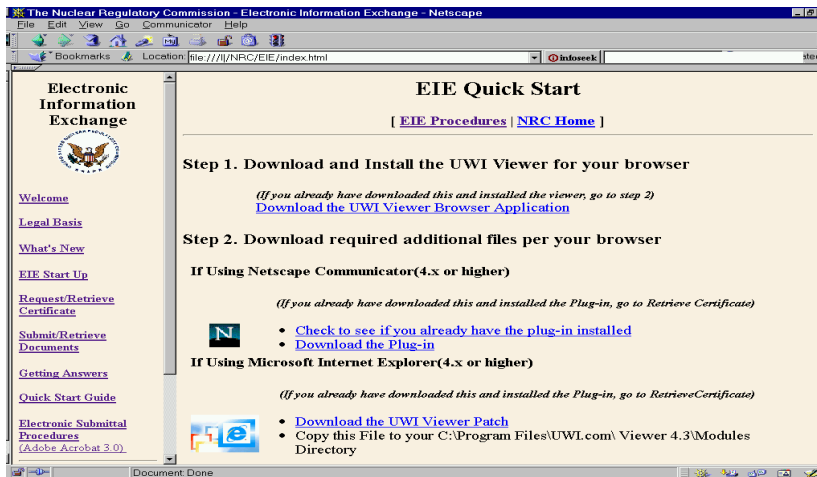 The Nuclear Regulatory Commission - Electronic Information Exchange - Netscape
File Edit View Go Communicator Help
Bookmarks Location: file:///I|/NRC/EIE/index.html infoseek
Electronic
Information
Exchange
Welcome
Legal Basis
What's New
EIE Start Up
Request/Retrieve
Certificate
Submit/Retrieve
Documents
Getting Answers
Quick Start Guide
Electronic Submittal
Procedures
(Adobe Acrobat 3.0)
EIE Quick Start
[ EIE Procedures | NRC Home ]
Step 1. Download and Install the UWI Viewer for your browser
(If you already have downloaded this and installed the viewer, go to step 2)
Download the UWI Viewer Browser Application
Step 2. Download required additional files per your browser
If Using Netscape Communicator(4.x or higher)
(If you already have downloaded this and installed the Plug-in, go to Retrieve Certificate)
N
• Check to see if you already have the plug-in installed
• Download the Plug-in
If Using Microsoft Internet Explorer(4.x or higher)
(If you already have downloaded this and installed the Plug-in, go to RetrieveCertificate)
• Download the UWI Viewer Patch
• Copy this File to your C:\Program Files\UWI.com\ Viewer 4.3\Modules
Directory
Document: Done